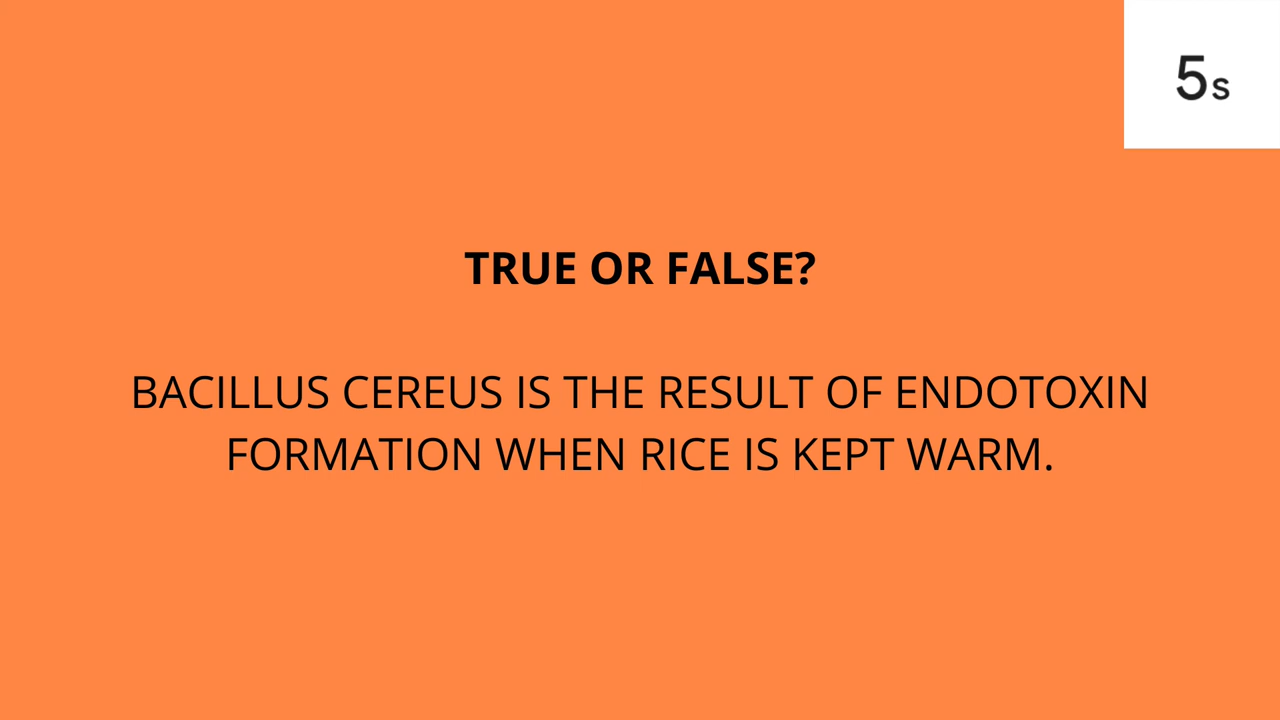 5s
TRUE OR FALSE?
BACILLUS CEREUS IS THE RESULT OF ENDOTOXIN
FORMATION WHEN RICE IS KEPT WARM.